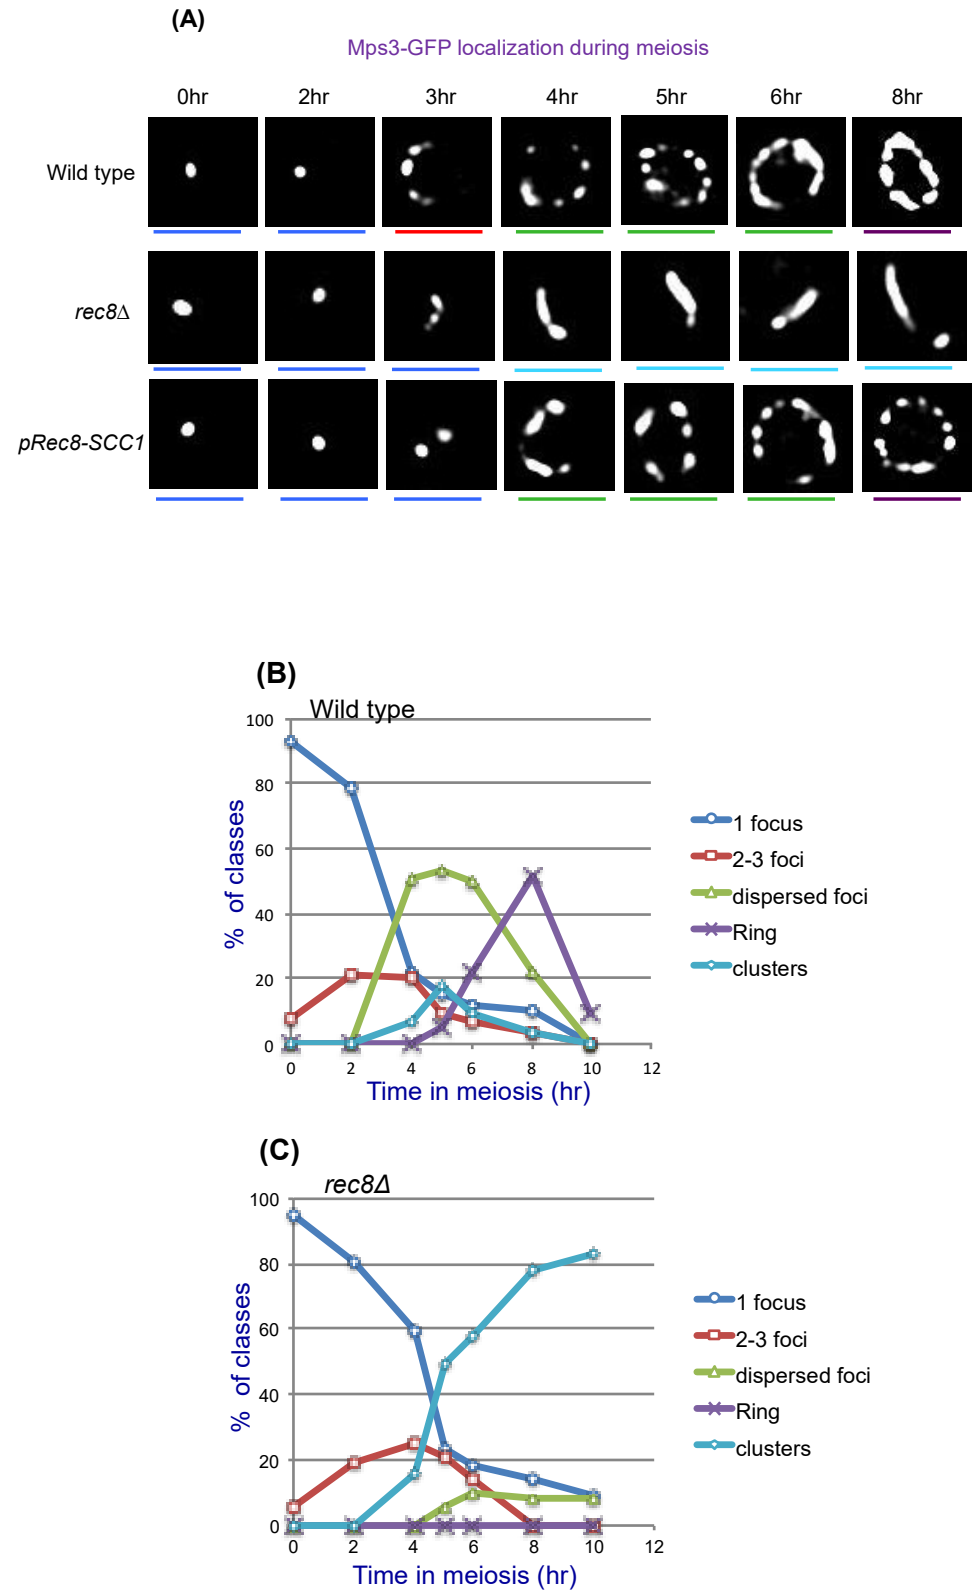 (A)
Mps3-GFP localization during meiosis
0hr 2hr 3hr 4hr 5hr 6hr 8hr
Wild type
rec8Δ
pRec8-SCC1
(B)
Wild type
100
80
60
40
20
0
% of classes
0 2 4 6 8 10 12
Time in meiosis (hr)
1 focus
2-3 foci
dispersed foci
Ring
clusters
(C)
rec8Δ
100
80
60
40
20
0
% of classes
0 2 4 6 8 10 12
Time in meiosis (hr)
1 focus
2-3 foci
dispersed foci
Ring
clusters